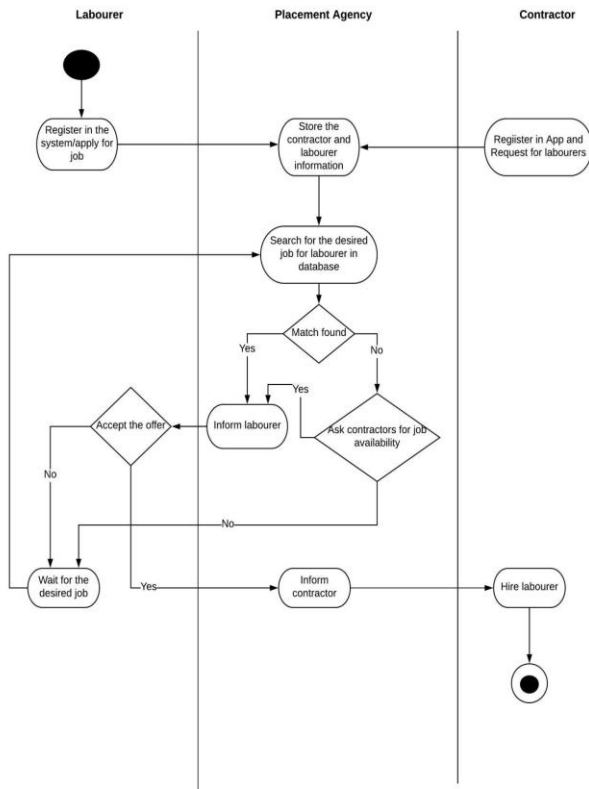 Labourer
Placement Agency
Contractor
Register in the
system/apply for
job
Store the
contractor and
labourer
information
Regiister in App and
Request for labourers
Search for the desired
job for labourer in
database
Match found
Yes
No
Yes
Accept the offer
Inform labourer
Ask contractors for job
availability
No
No
Wait for the
desired job
Yes
Inform
contractor
Hire labourer